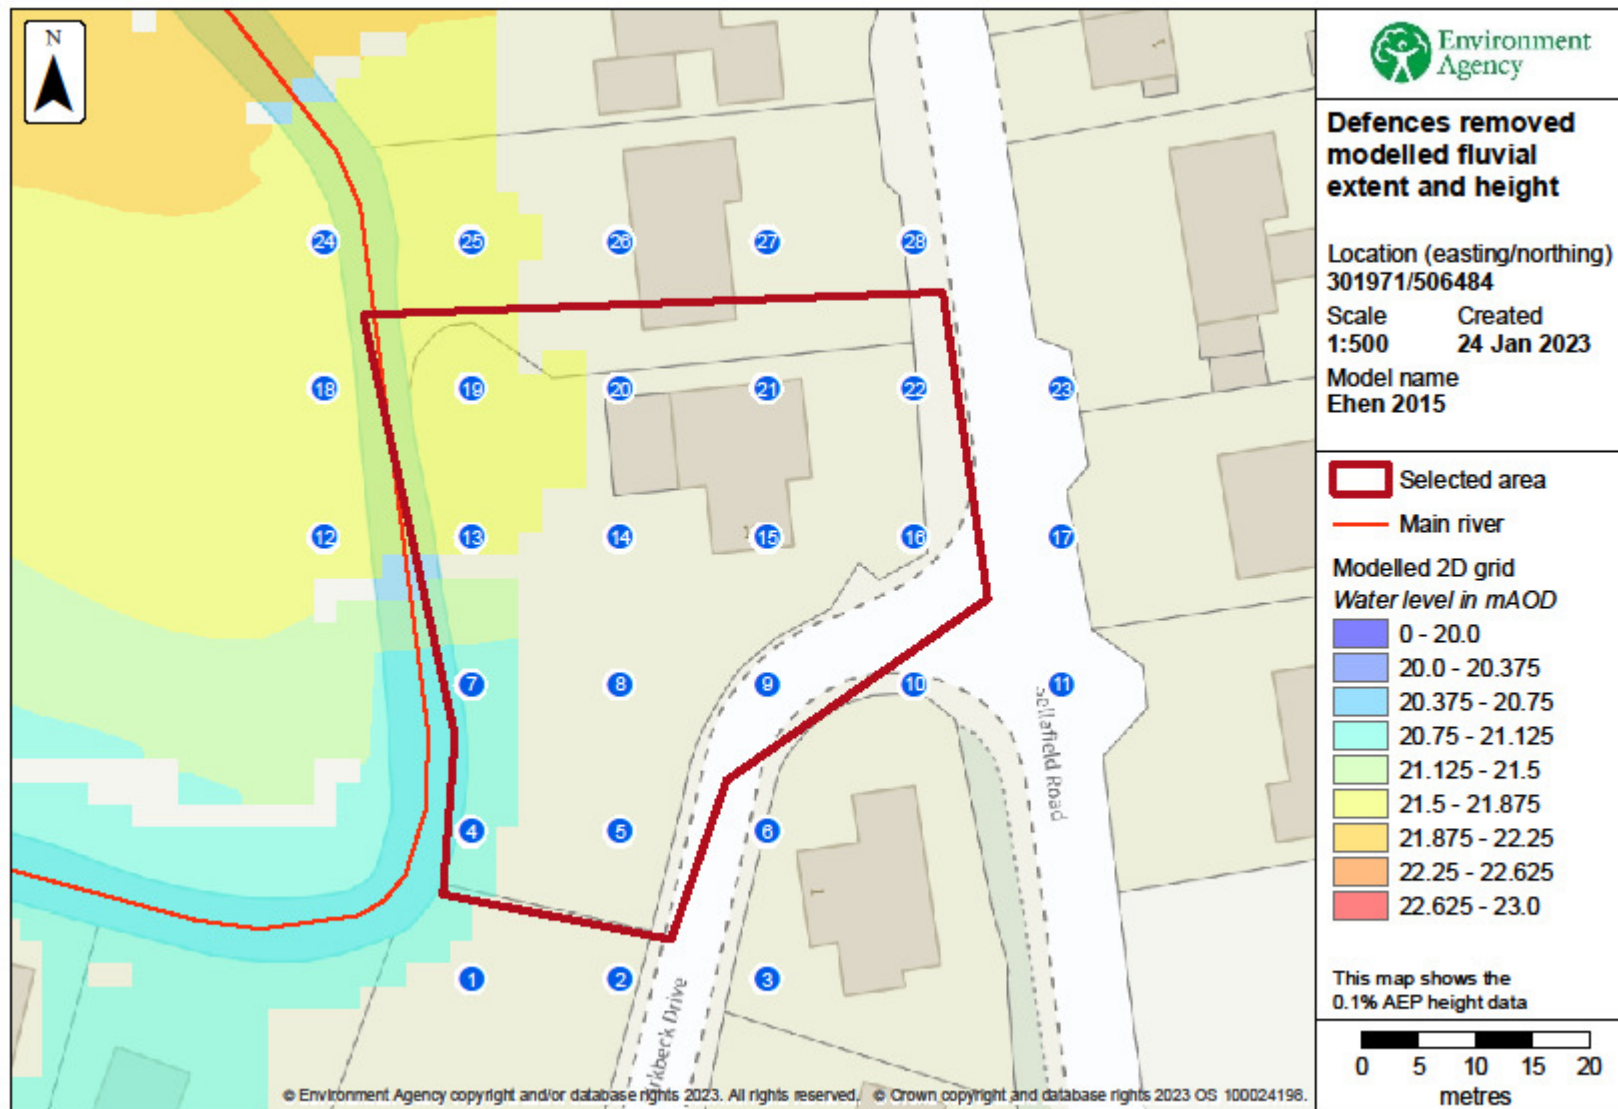 N
24
25
26
27
28
18
19
20
21
22
23
12
13
14
15
16
17
7
8
9
10
11
4
5
6
1
2
3
1
Sellafield Road
rkbeck Drive
© Environment Agency copyright and/or database rights 2023. All rights reserved. © Crown copyright and database rights 2023 OS 100024198.
Environment
Agency
Defences removed
modelled fluvial
extent and height
Location (easting/northing)
301971/506484
Scale Created
1:500 24 Jan 2023
Model name
Ehen 2015
Selected area
Main river
Modelled 2D grid
Water level in mAOD
0 - 20.0
20.0 - 20.375
20.375 - 20.75
20.75 - 21.125
21.125 - 21.5
21.5 - 21.875
21.875 - 22.25
22.25 - 22.625
22.625 - 23.0
This map shows the
0.1% AEP height data
0 5 10 15 20
metres